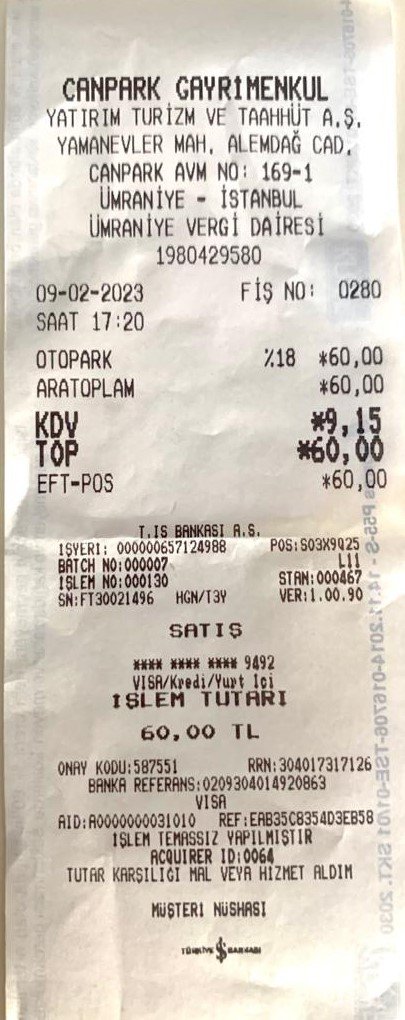 CANPARK GAYRİMENKUL
YATIRIM TURİZM VE TAAHHÜT A.Ş.
YAMANEVLER MAH. ALEMDAĞ CAD.
CANPARK AVM NO: 169-1
ÜMRANİYE - İSTANBUL
ÜMRANİYE VERGİ DAİRESİ
1980429580
09-02-2023 FİŞ NO: 0280
SAAT 17:20
OTOPARK %18 *60,00
ARATOPLAM *60,00
KDV *9,15
TOP *60,00
EFT-POS *60,00
T.IS BANKASI A.S.
İŞYERİ: 000000657124988 POS:S03X9Q25
BATCH NO:000007 L11
İŞLEM NO:000130 STAN:000467
SN:FT30021496 HGN/T3Y VER:1.00.90
SATIŞ
**** **** **** 9492
VISA/Kredi/Yurt İçi
İŞLEM TUTARI
60,00 TL
ONAY KODU:587551 RRN:304017317126
BANKA REFERANS:0209304014920863
VISA
AID:A0000000031010 REF:EAB35C8354D3EB58
İŞLEM TEMASSIZ YAPILMIŞTIR
ACQUIRER ID:0064
TUTAR KARŞILIĞI MAL VEYA HİZMET ALDIM
MÜŞTERİ NÜSHASI
TÜRKİYE İŞ BANKASI